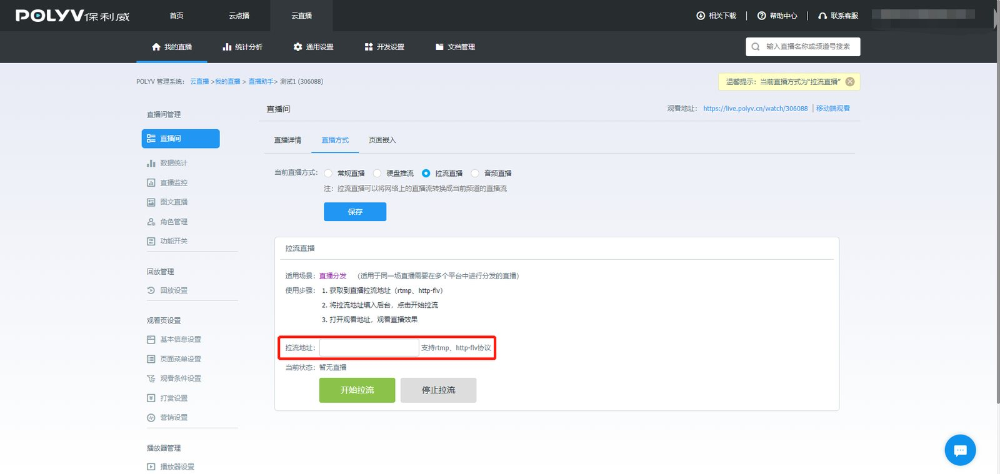 POLYV保利威
首页
云点播
云直播
相关下载
帮助中心
联系客服
我的直播
统计分析
通用设置
开发设置
文档管理
输入直播名称或频道号搜索
POLYV 管理系统： 云直播 >我的直播 > 直播助手> 测试1 (306088)
温馨提示：当前直播方式为“拉流直播”
直播间管理
直播间
数据统计
直播监控
图文直播
角色管理
功能开关
回放管理
回放设置
观看页设置
基本信息设置
页面菜单设置
观看条件设置
打赏设置
营销设置
播放器管理
播放器设置
直播间
观看地址： https://live.polyv.cn/watch/306088 | 移动端观看
直播详情
直播方式
页面嵌入
当前直播方式： 常规直播 硬盘推流 拉流直播 音频直播
注：拉流直播可以将网络上的直播流转换成当前频道的直播流
保存
拉流直播
适用场景：直播分发 （适用于同一场直播需要在多个平台中进行分发的直播）
使用步骤： 1. 获取到直播拉流地址（rtmp、http-flv）
2. 将拉流地址填入后台，点击开始拉流
3. 打开观看地址，观看直播效果
拉流地址： 支持rtmp、http-flv协议
当前状态：暂无直播
开始拉流
停止拉流